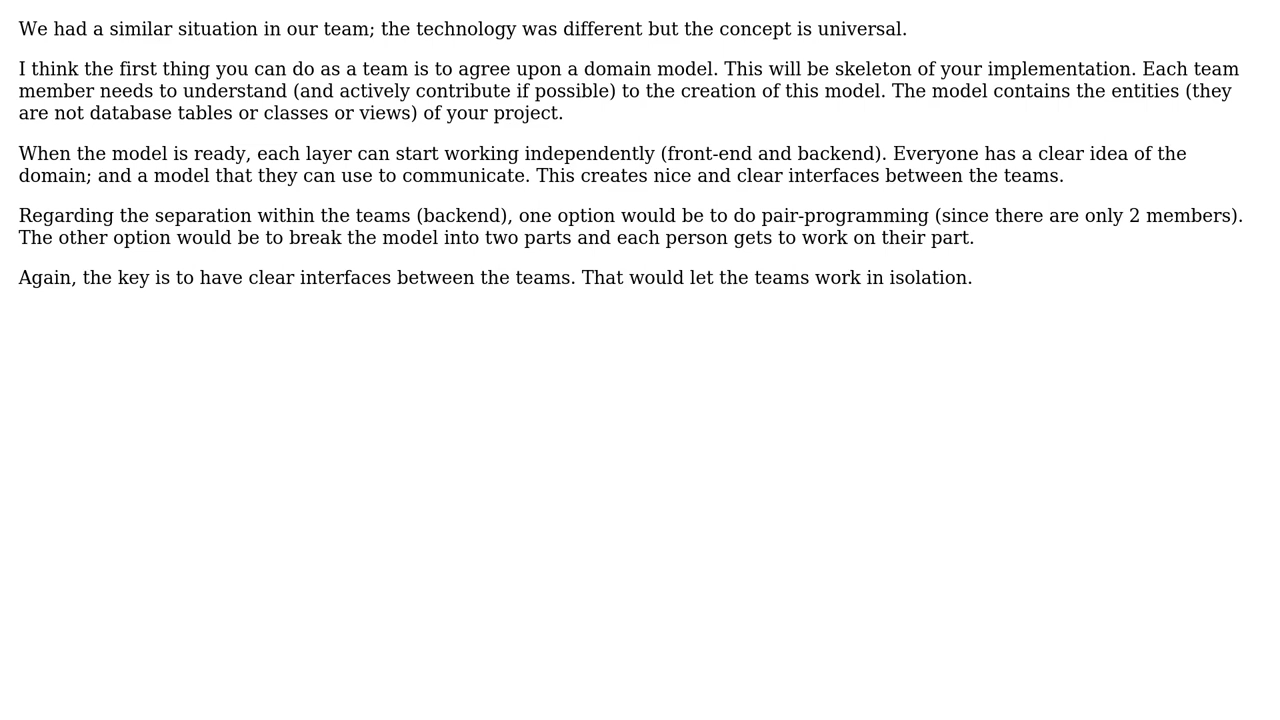 We had a similar situation in our team; the technology was different but the concept is universal.
I think the first thing you can do as a team is to agree upon a domain model. This will be skeleton of your implementation. Each team
member needs to understand (and actively contribute if possible) to the creation of this model. The model contains the entities (they
are not database tables or classes or views) of your project.
When the model is ready, each layer can start working independently (front-end and backend). Everyone has a clear idea of the
domain; and a model that they can use to communicate. This creates nice and clear interfaces between the teams.
Regarding the separation within the teams (backend), one option would be to do pair-programming (since there are only 2 members).
The other option would be to break the model into two parts and each person gets to work on their part.
Again, the key is to have clear interfaces between the teams. That would let the teams work in isolation.